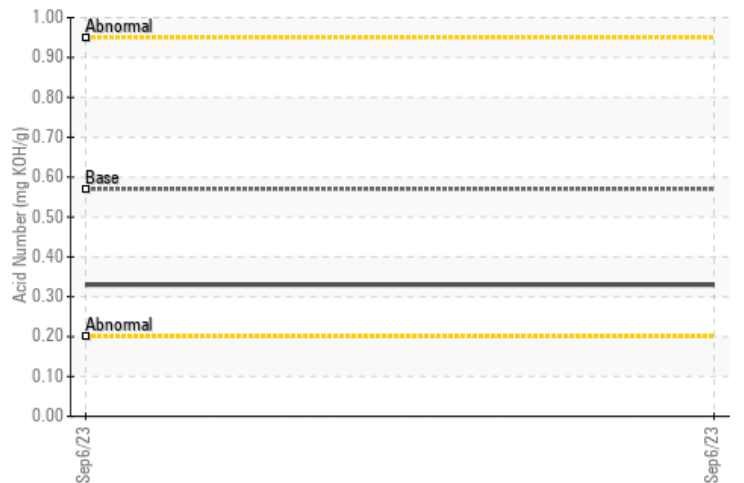 Acid Number (mg KOH/g)
1.00
0.90
0.80
0.70
0.60
0.50
0.40
0.30
0.20
0.10
0.00
Abnormal
Base
Abnormal
Sep6/23
Sep6/23